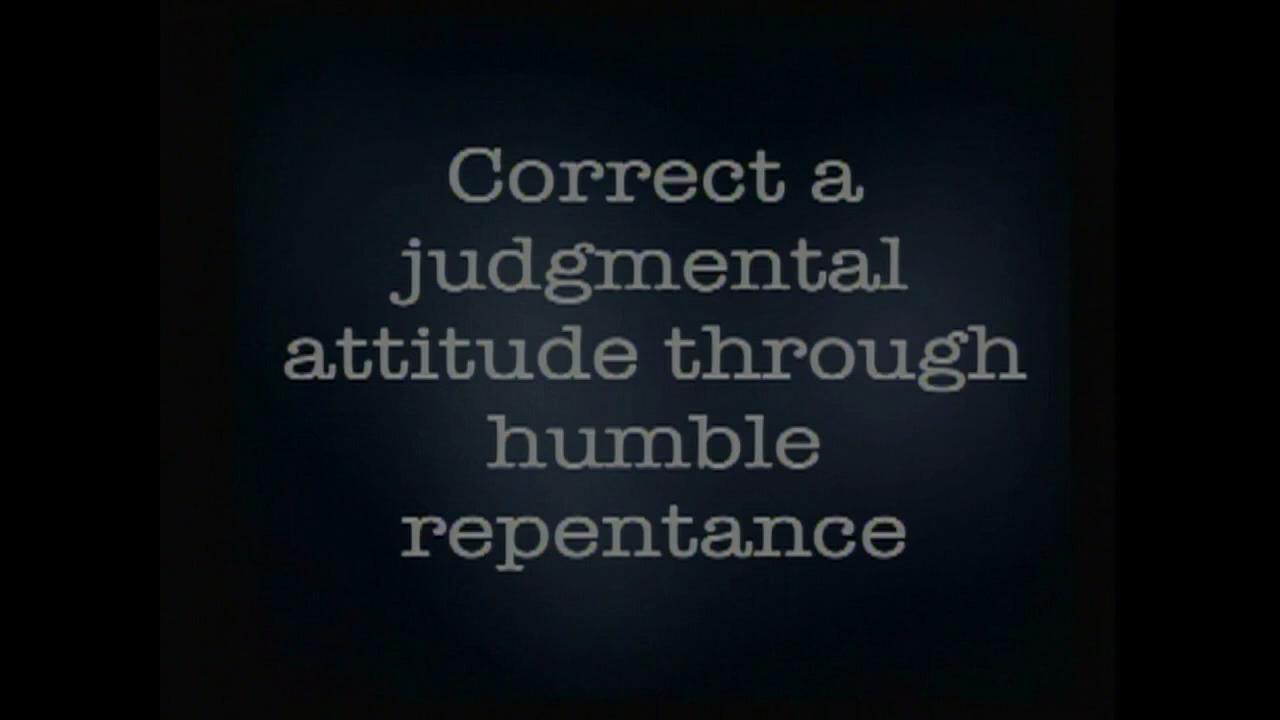 Correct a
judgmental
attitude through
humble
repentance